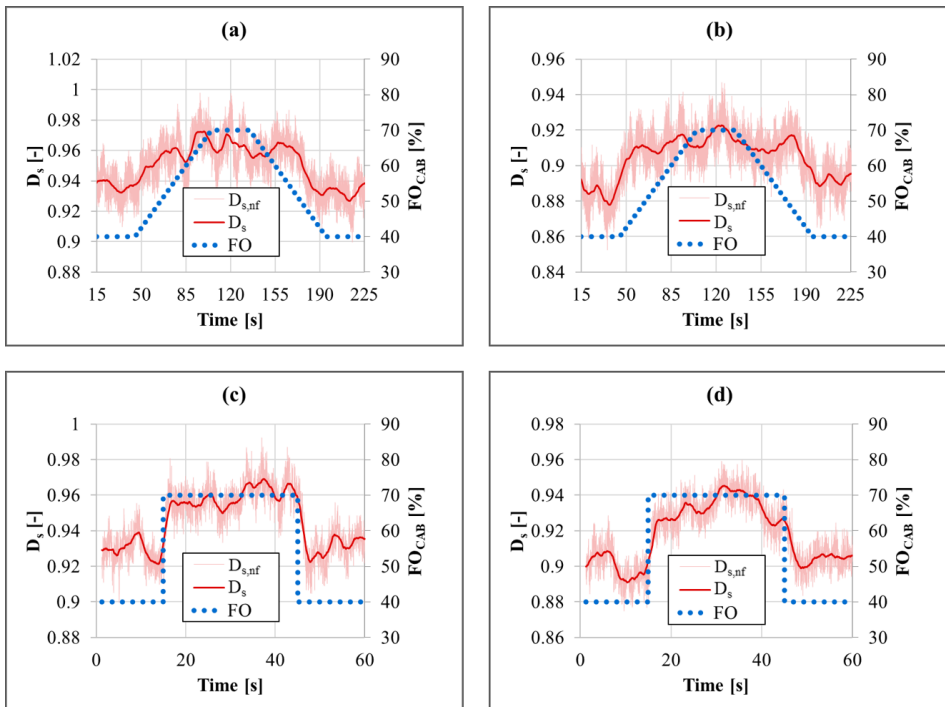 (a)
1.02
1
0.98
0.96
0.94
0.92
0.9
0.88
Dₛ [-]
90
80
70
60
50
40
30
FO_CAB [%]
Dₛ,nf
Dₛ
FO
15 50 85 120 155 190 225
Time [s]
(b)
0.96
0.94
0.92
0.9
0.88
0.86
0.84
Dₛ [-]
90
80
70
60
50
40
30
FO_CAB [%]
Dₛ,nf
Dₛ
FO
15 50 85 120 155 190 225
Time [s]
(c)
1
0.98
0.96
0.94
0.92
0.9
0.88
Dₛ [-]
90
80
70
60
50
40
30
FO_CAB [%]
Dₛ,nf
Dₛ
FO
0 20 40 60
Time [s]
(d)
0.98
0.96
0.94
0.92
0.9
0.88
0.86
Dₛ [-]
90
80
70
60
50
40
30
FO_CAB [%]
Dₛ,nf
Dₛ
FO
0 20 40 60
Time [s]